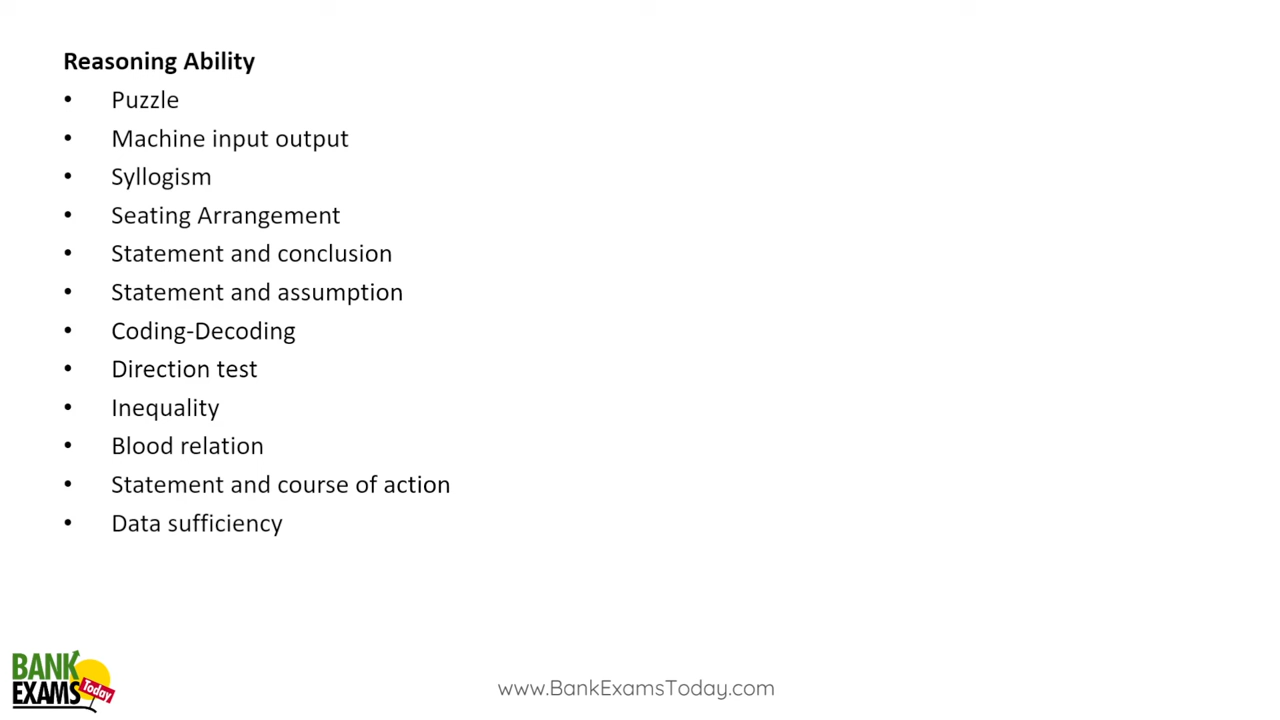 Reasoning Ability
• Puzzle
• Machine input output
• Syllogism
• Seating Arrangement
• Statement and conclusion
• Statement and assumption
• Coding-Decoding
• Direction test
• Inequality
• Blood relation
• Statement and course of action
• Data sufficiency
BANK
EXAMS Today
www.BankExamsToday.com